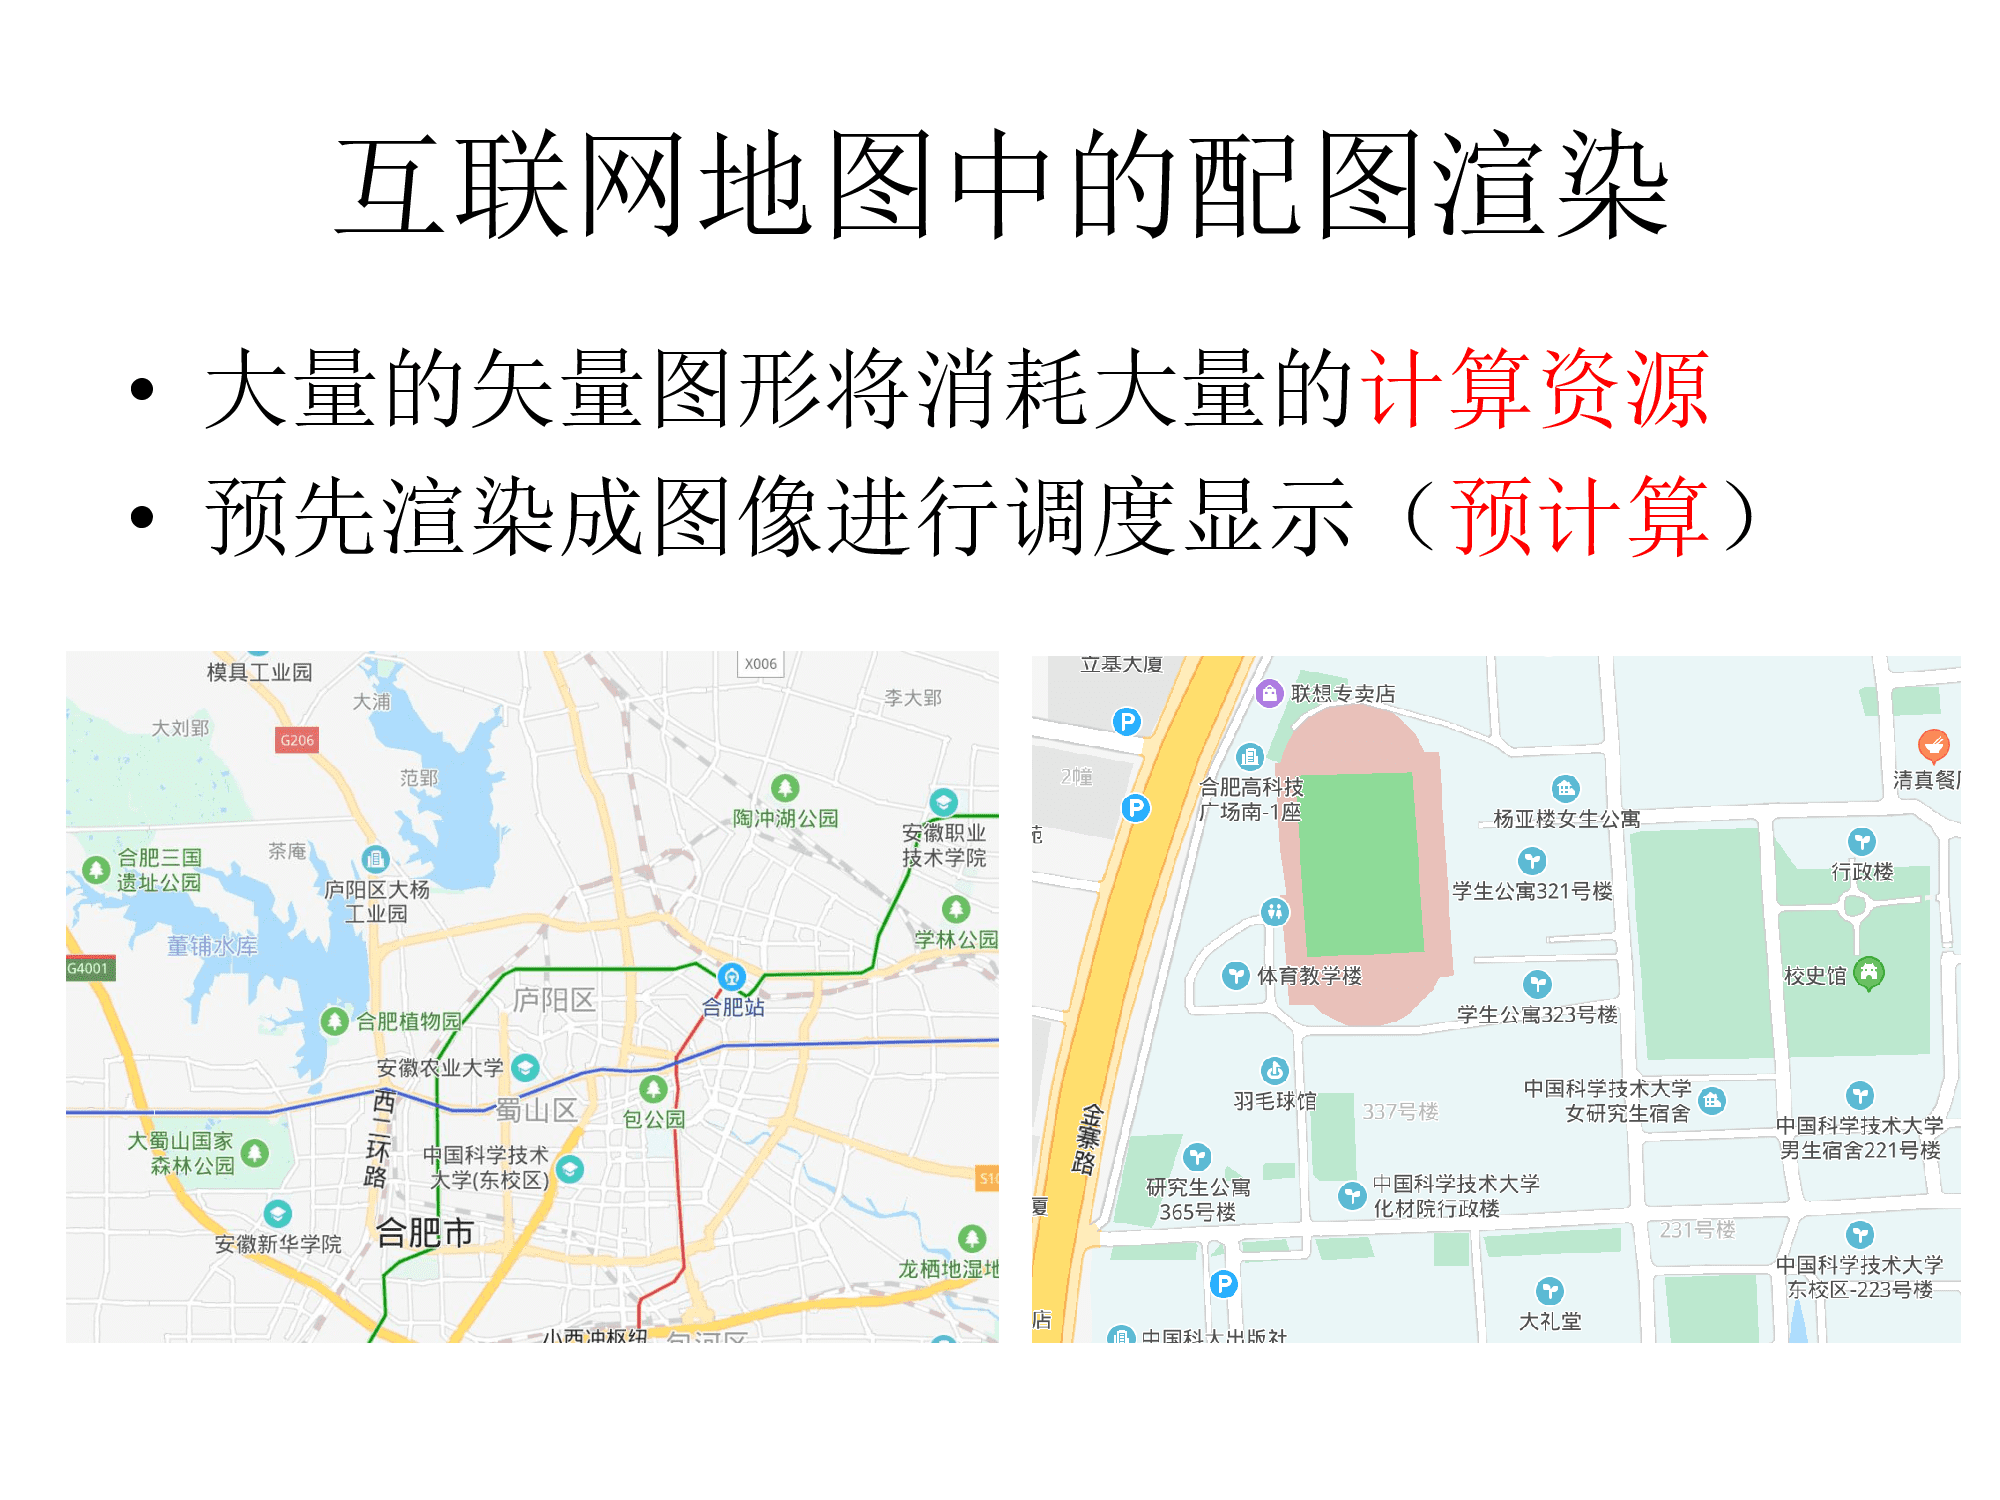 互联网地图中的配图渲染
• 大量的矢量图形将消耗大量的计算资源
• 预先渲染成图像进行调度显示（预计算）
模具工业园
X006
大浦
李大郢
大刘郢
G206
范郢
陶冲湖公园
安徽职业
技术学院
茶庵
合肥三国
遗址公园
庐阳区大杨
工业园
董铺水库
学林公园
G4001
庐阳区
合肥站
合肥植物园
安徽农业大学
西二环路
蜀山区
包公园
大蜀山国家
森林公园
中国科学技术
大学(东校区)
S10
安徽新华学院
合肥市
龙栖地湿地
小西冲枢纽
包河区
立基大厦
联想专卖店
P
2幢
合肥高科技
广场南-1座
清真餐厅
P
杨亚楼女生公寓
苑
行政楼
学生公寓321号楼
体育教学楼
校史馆
学生公寓323号楼
羽毛球馆
337号楼
中国科学技术大学
女研究生宿舍
金寨路
中国科学技术大学
男生宿舍221号楼
研究生公寓
365号楼
中国科学技术大学
化材院行政楼
厦
231号楼
中国科学技术大学
东校区-223号楼
P
大礼堂
店
中国科大出版社